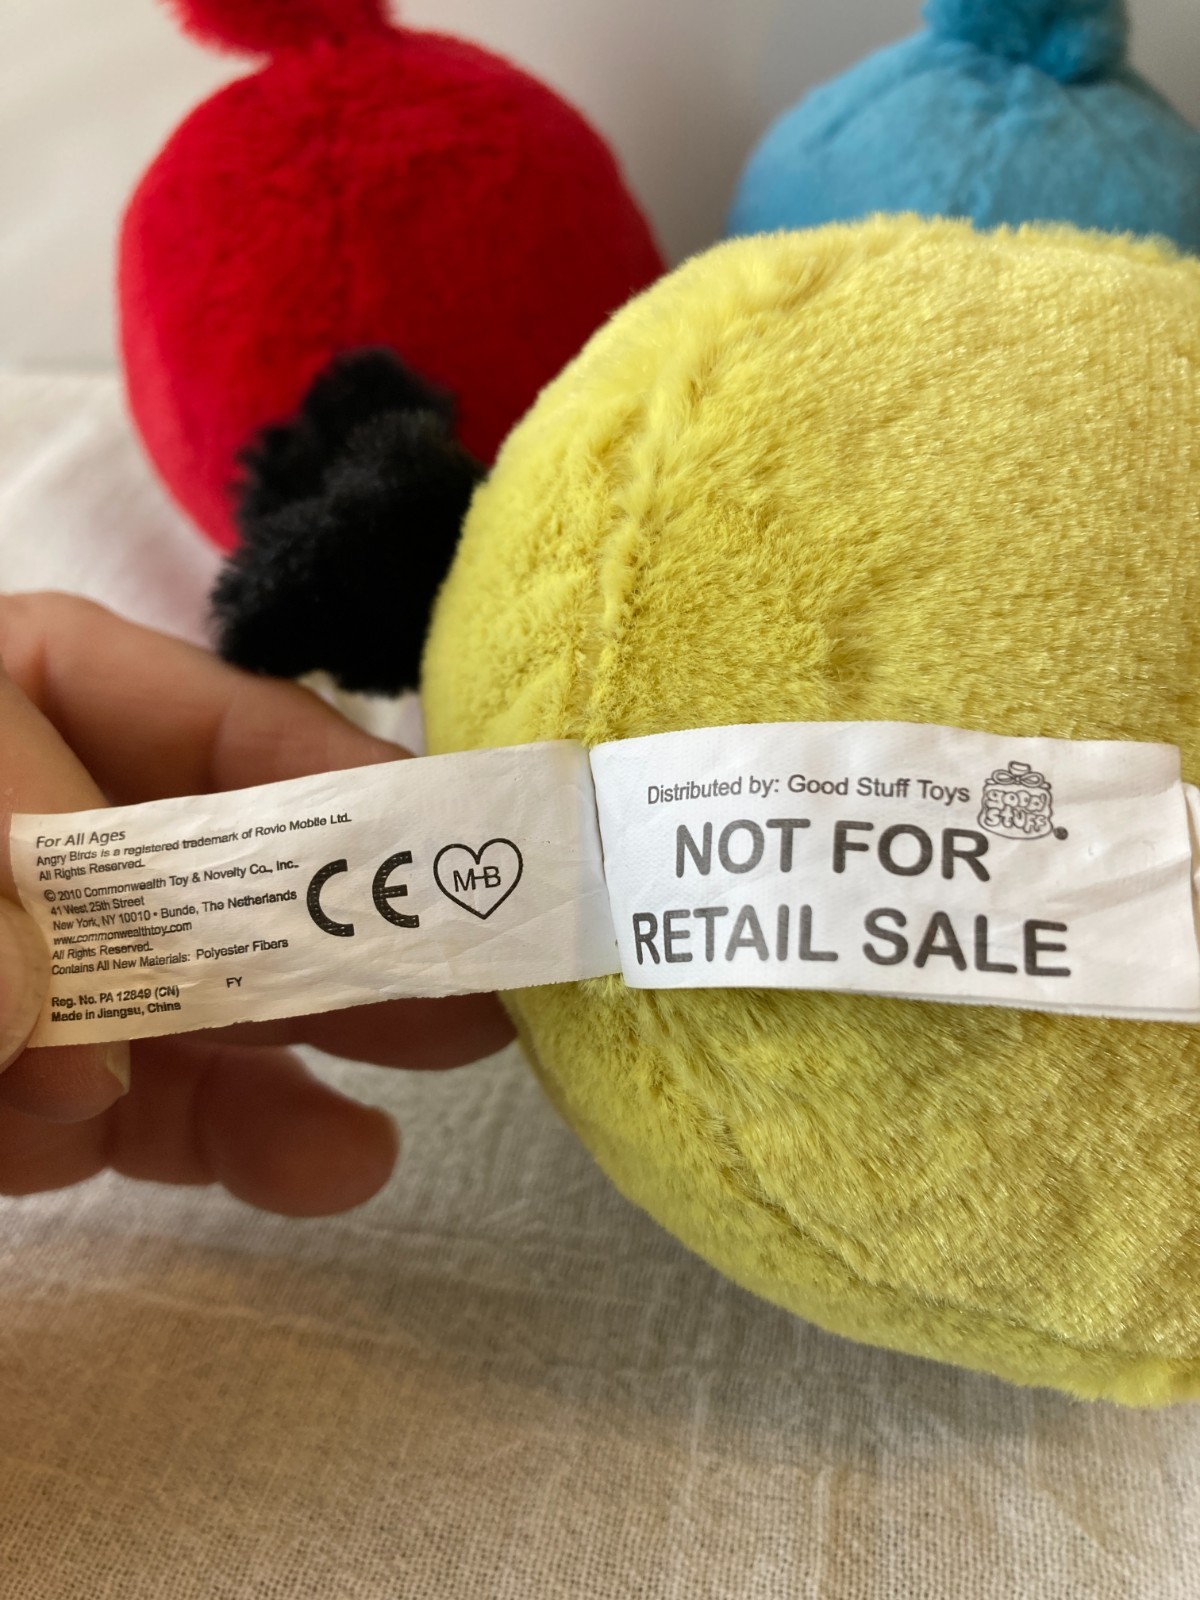 For All Ages
Angry Birds is a registered trademark of Rovio Mobile Ltd.
All Rights Reserved.
© 2010 Commonwealth Toy & Novelty Co., Inc.
41 West 25th Street
New York, NY 10010 • Bunde, The Netherlands
www.commonwealthtoy.com
All Rights Reserved.
Contains All New Materials: Polyester Fibers
FY
Reg. No. PA 12849 (CN)
Made in Jiangsu, China
CE
MHB
Distributed by: Good Stuff Toys
good
stuff®
NOT FOR
RETAIL SALE